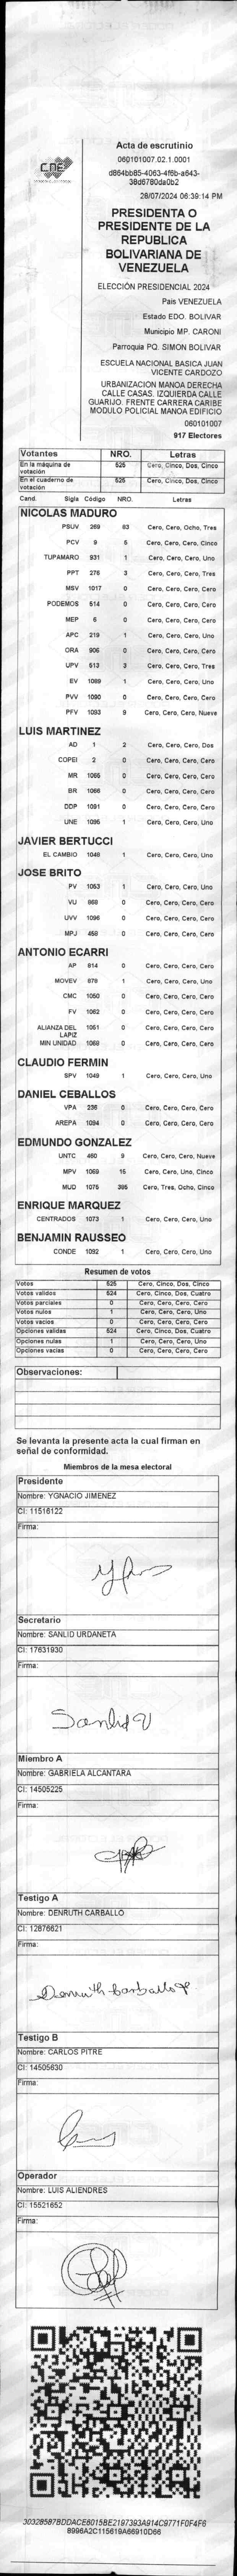 CNE
Acta de escrutinio
060101007.02.1.0001
d864bb85-4063-4f6b-a643-
38d6780da0b2
28/07/2024 06:39:14 PM
PRESIDENTA O
PRESIDENTE DE LA
REPUBLICA
BOLIVARIANA DE
VENEZUELA
ELECCIÓN PRESIDENCIAL 2024
Pais VENEZUELA
Estado EDO. BOLIVAR
Municipio MP. CARONI
Parroquia PQ. SIMON BOLIVAR
ESCUELA NACIONAL BASICA JUAN
VICENTE CARDOZO
URBANIZACION MANOA DERECHA
CALLE CASAS. IZQUIERDA CALLE
GUARIJO. FRENTE CARRERA CARIBE
MODULO POLICIAL MANOA EDIFICIO
060101007
917 Electores
Votantes NRO. Letras
En la máquina de votación 525 Cero, Cinco, Dos, Cinco
En el cuaderno de votación 525 Cero, Cinco, Dos, Cinco
Cand. Sigla Código NRO. Letras
NICOLAS MADURO
PSUV 269 83 Cero, Cero, Ocho, Tres
PCV 9 5 Cero, Cero, Cero, Cinco
TUPAMARO 931 1 Cero, Cero, Cero, Uno
PPT 276 3 Cero, Cero, Cero, Tres
MSV 1017 0 Cero, Cero, Cero, Cero
PODEMOS 514 0 Cero, Cero, Cero, Cero
MEP 6 0 Cero, Cero, Cero, Cero
APC 219 1 Cero, Cero, Cero, Uno
ORA 906 0 Cero, Cero, Cero, Cero
UPV 513 3 Cero, Cero, Cero, Tres
EV 1089 1 Cero, Cero, Cero, Uno
PVV 1090 0 Cero, Cero, Cero, Cero
PFV 1093 9 Cero, Cero, Cero, Nueve
LUIS MARTINEZ
AD 1 2 Cero, Cero, Cero, Dos
COPEI 2 0 Cero, Cero, Cero, Cero
MR 1065 0 Cero, Cero, Cero, Cero
BR 1066 0 Cero, Cero, Cero, Cero
DDP 1091 0 Cero, Cero, Cero, Cero
UNE 1095 1 Cero, Cero, Cero, Uno
JAVIER BERTUCCI
EL CAMBIO 1048 1 Cero, Cero, Cero, Uno
JOSE BRITO
PV 1053 1 Cero, Cero, Cero, Uno
VU 868 0 Cero, Cero, Cero, Cero
UVV 1096 0 Cero, Cero, Cero, Cero
MPJ 458 0 Cero, Cero, Cero, Cero
ANTONIO ECARRI
AP 814 0 Cero, Cero, Cero, Cero
MOVEV 878 1 Cero, Cero, Cero, Uno
CMC 1050 0 Cero, Cero, Cero, Cero
FV 1062 0 Cero, Cero, Cero, Cero
ALIANZA DEL LAPIZ 1051 0 Cero, Cero, Cero, Cero
MIN UNIDAD 1068 0 Cero, Cero, Cero, Cero
CLAUDIO FERMIN
SPV 1049 1 Cero, Cero, Cero, Uno
DANIEL CEBALLOS
VPA 236 0 Cero, Cero, Cero, Cero
AREPA 1094 0 Cero, Cero, Cero, Cero
EDMUNDO GONZALEZ
UNTC 460 9 Cero, Cero, Cero, Nueve
MPV 1069 15 Cero, Cero, Uno, Cinco
MUD 1075 385 Cero, Tres, Ocho, Cinco
ENRIQUE MARQUEZ
CENTRADOS 1073 1 Cero, Cero, Cero, Uno
BENJAMIN RAUSSEO
CONDE 1092 1 Cero, Cero, Cero, Uno
Resumen de votos
Votos 525 Cero, Cinco, Dos, Cinco
Votos validos 524 Cero, Cinco, Dos, Cuatro
Votos parciales 0 Cero, Cero, Cero, Cero
Votos nulos 1 Cero, Cero, Cero, Uno
Votos vacios 0 Cero, Cero, Cero, Cero
Opciones validas 524 Cero, Cinco, Dos, Cuatro
Opciones nulas 1 Cero, Cero, Cero, Uno
Opciones vacias 0 Cero, Cero, Cero, Cero
Observaciones:
Se levanta la presente acta la cual firman en
señal de conformidad.
Miembros de la mesa electoral
Presidente
Nombre: YGNACIO JIMENEZ
CI: 11516122
Firma:
Secretario
Nombre: SANLID URDANETA
CI: 17631930
Firma:
Sanlid U
Miembro A
Nombre: GABRIELA ALCANTARA
CI: 14505225
Firma:
Testigo A
Nombre: DENRUTH CARBALLO
CI: 12876621
Firma:
Denruth Carballo
Testigo B
Nombre: CARLOS PITRE
CI: 14505630
Firma:
Operador
Nombre: LUIS ALIENDRES
CI: 15521652
Firma:
30328587BDDACE6015BE2197393A914C9771F0F4F6
8996A2C115619A66910D66